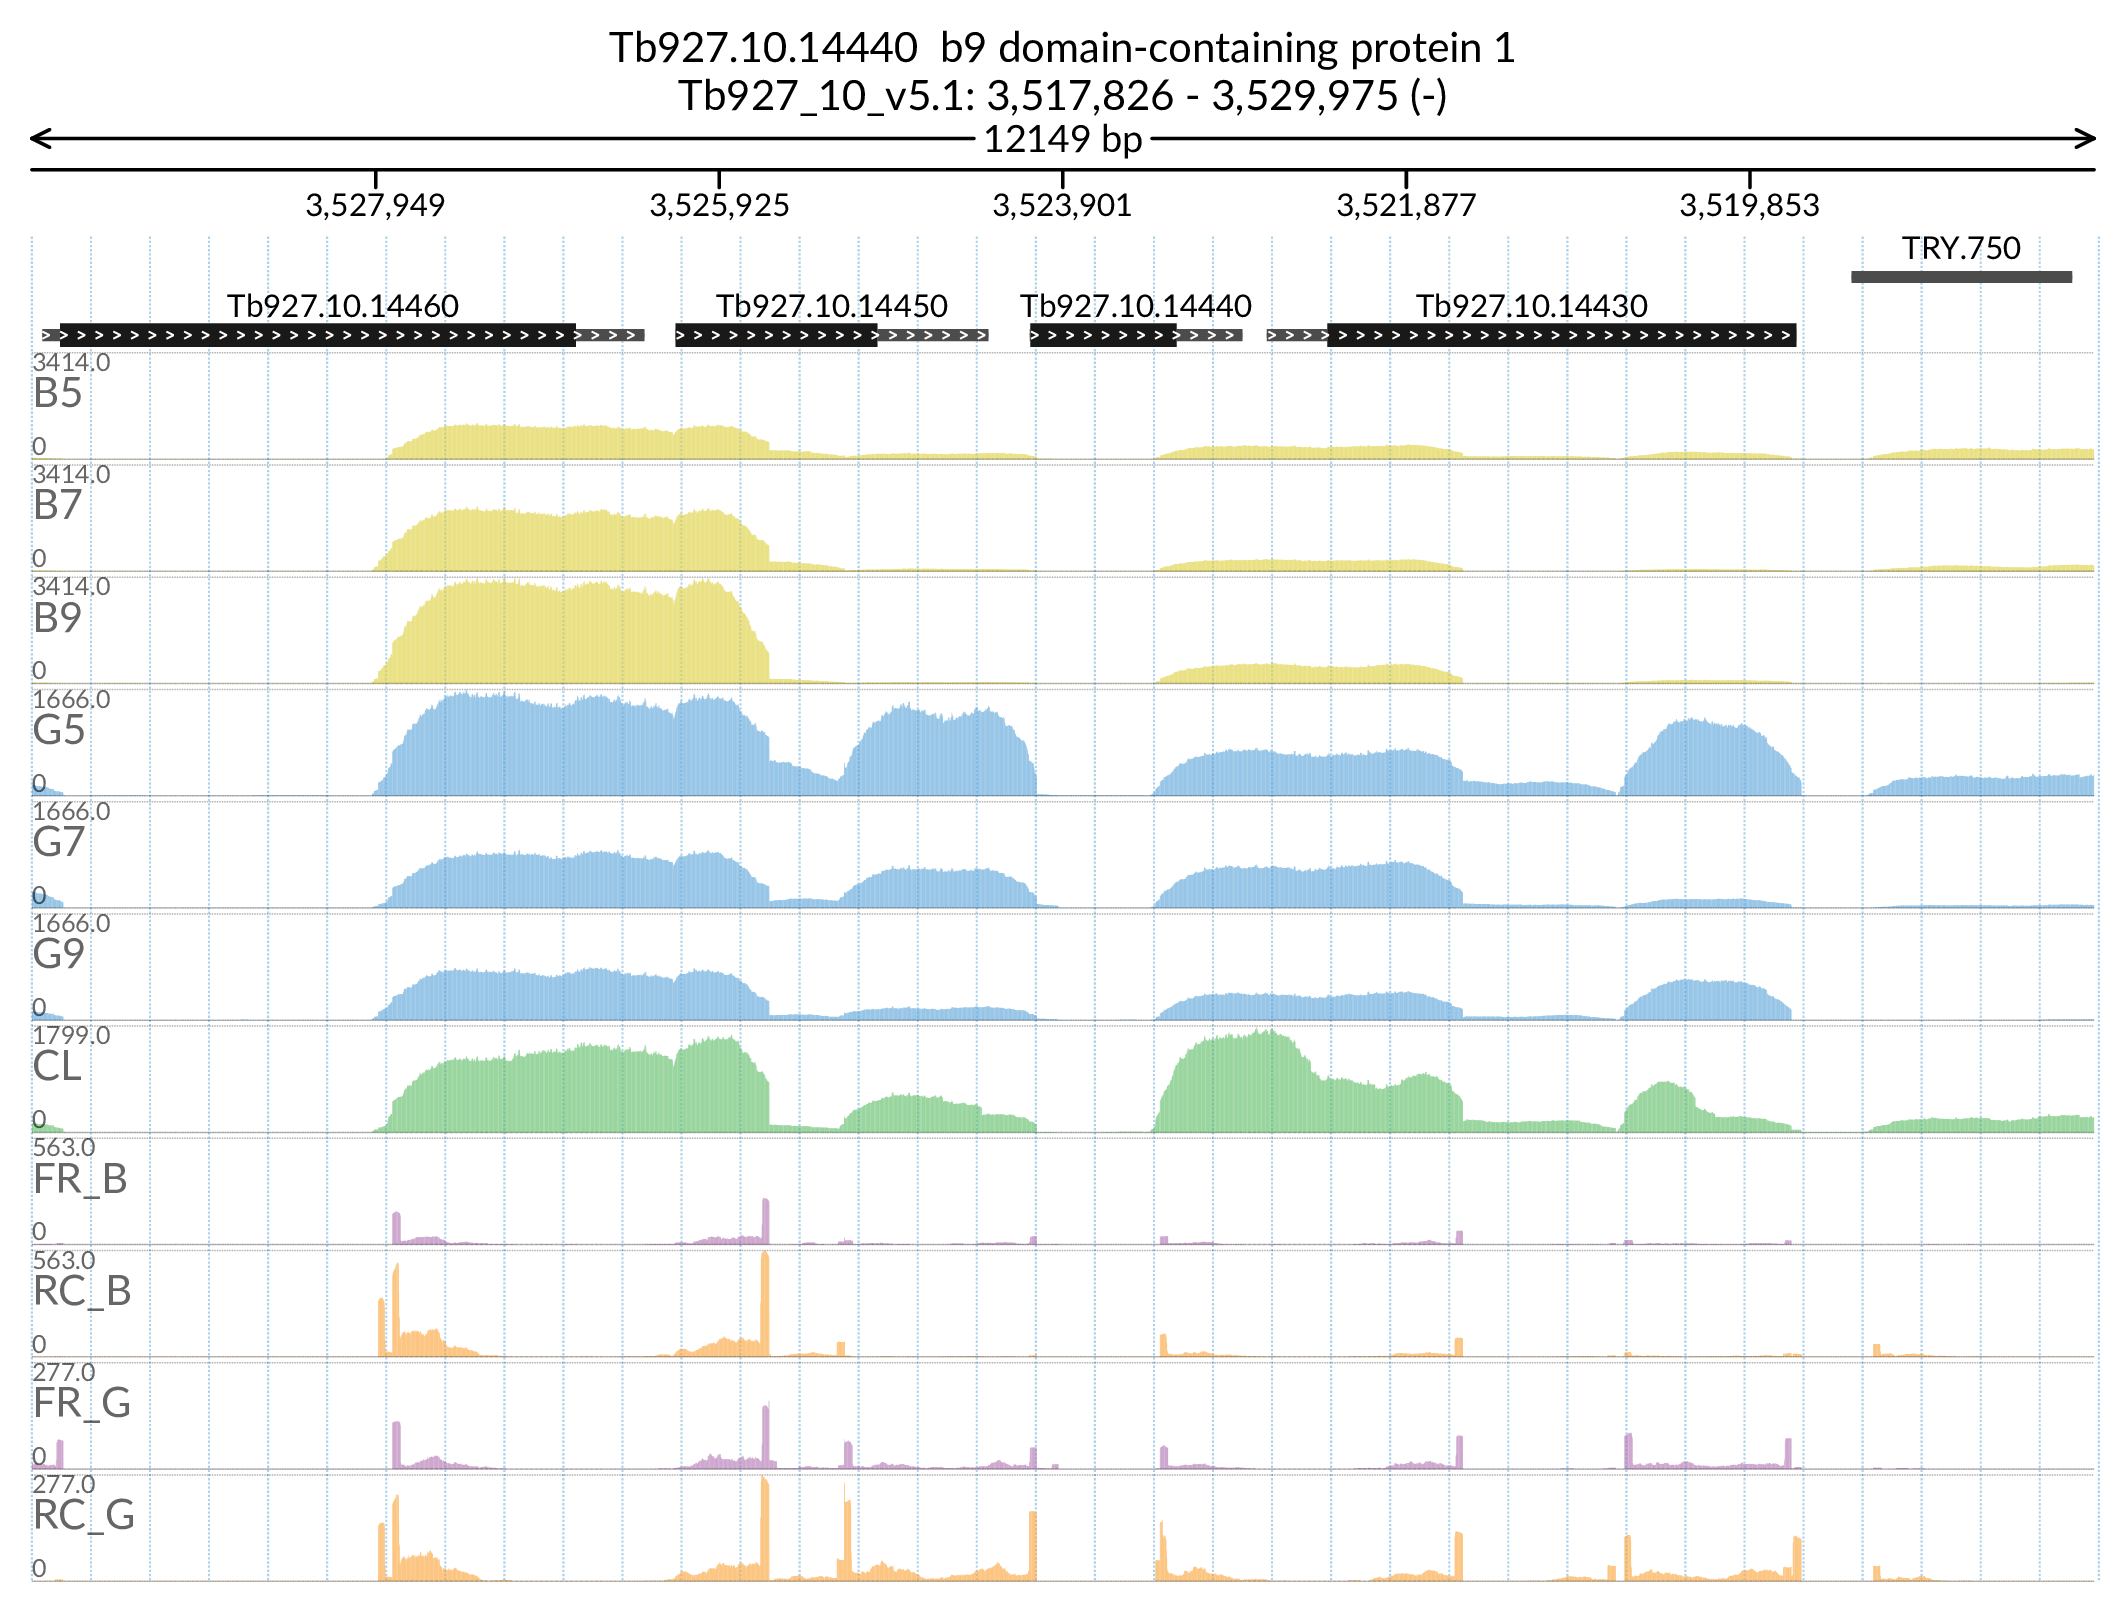 Tb927.10.14440  b9 domain-containing protein 1
Tb927_10_v5.1: 3,517,826 - 3,529,975 (-)
12149 bp
3,527,949 3,525,925 3,523,901 3,521,877 3,519,853
TRY.750
Tb927.10.14460 Tb927.10.14450 Tb927.10.14440 Tb927.10.14430
3414.0
B5
0
3414.0
B7
0
3414.0
B9
0
1666.0
G5
0
1666.0
G7
0
1666.0
G9
0
1799.0
CL
0
563.0
FR_B
0
563.0
RC_B
0
277.0
FR_G
0
277.0
RC_G
0